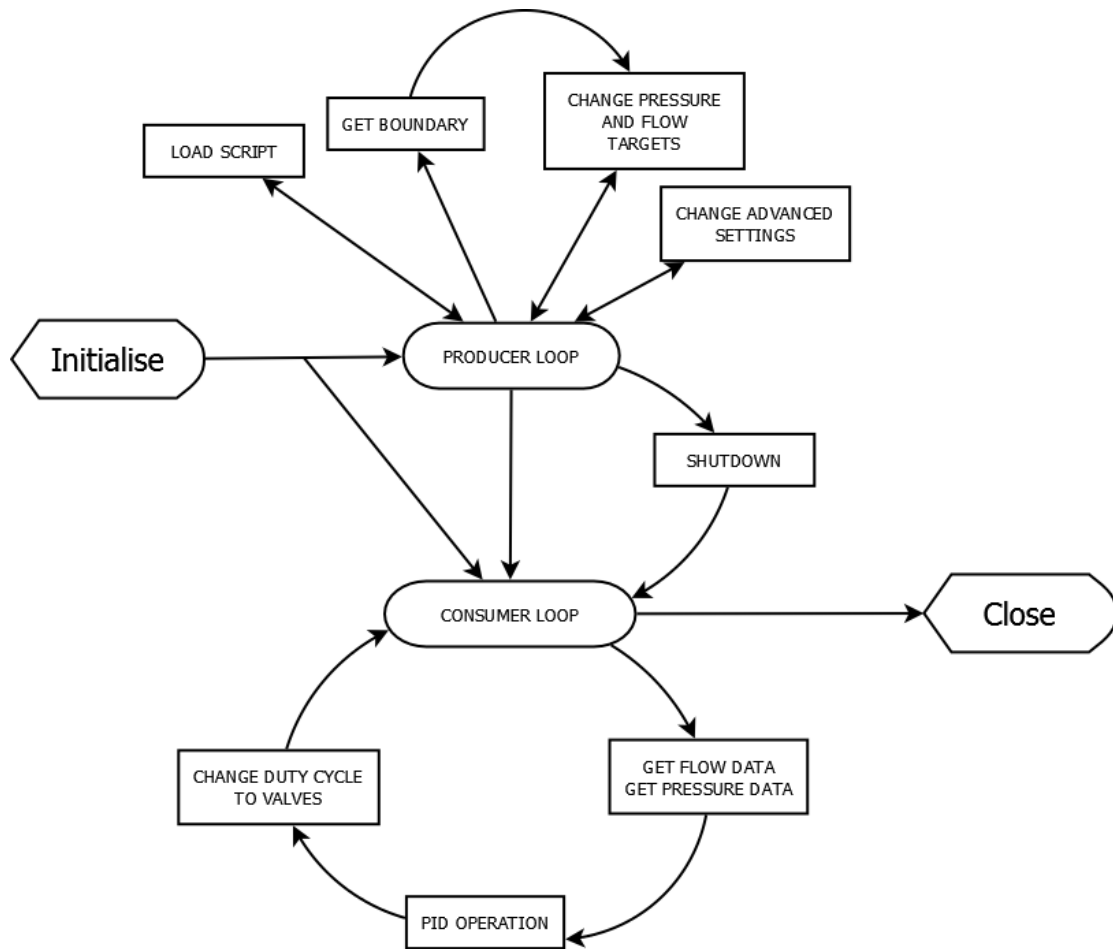 CHANGE PRESSURE
AND FLOW
TARGETS
GET BOUNDARY
LOAD SCRIPT
CHANGE ADVANCED
SETTINGS
Initialise
PRODUCER LOOP
SHUTDOWN
CONSUMER LOOP
Close
CHANGE DUTY CYCLE
TO VALVES
GET FLOW DATA
GET PRESSURE DATA
PID OPERATION